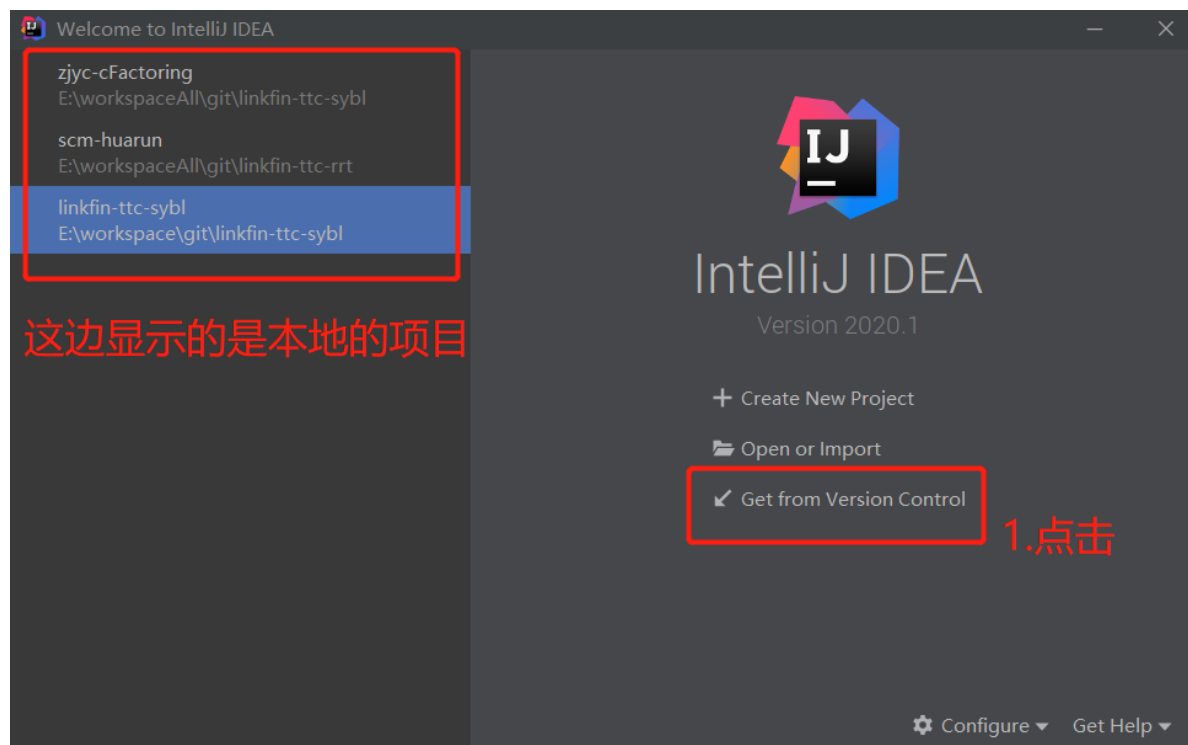 Welcome to IntelliJ IDEA
zjyc-cFactoring
E:\workspaceAll\git\linkfin-ttc-sybl
scm-huarun
E:\workspaceAll\git\linkfin-ttc-rrt
linkfin-ttc-sybl
E:\workspace\git\linkfin-ttc-sybl
这边显示的是本地的项目
IJ
IntelliJ IDEA
Version 2020.1
Create New Project
Open or Import
Get from Version Control
1.点击
Configure
Get Help